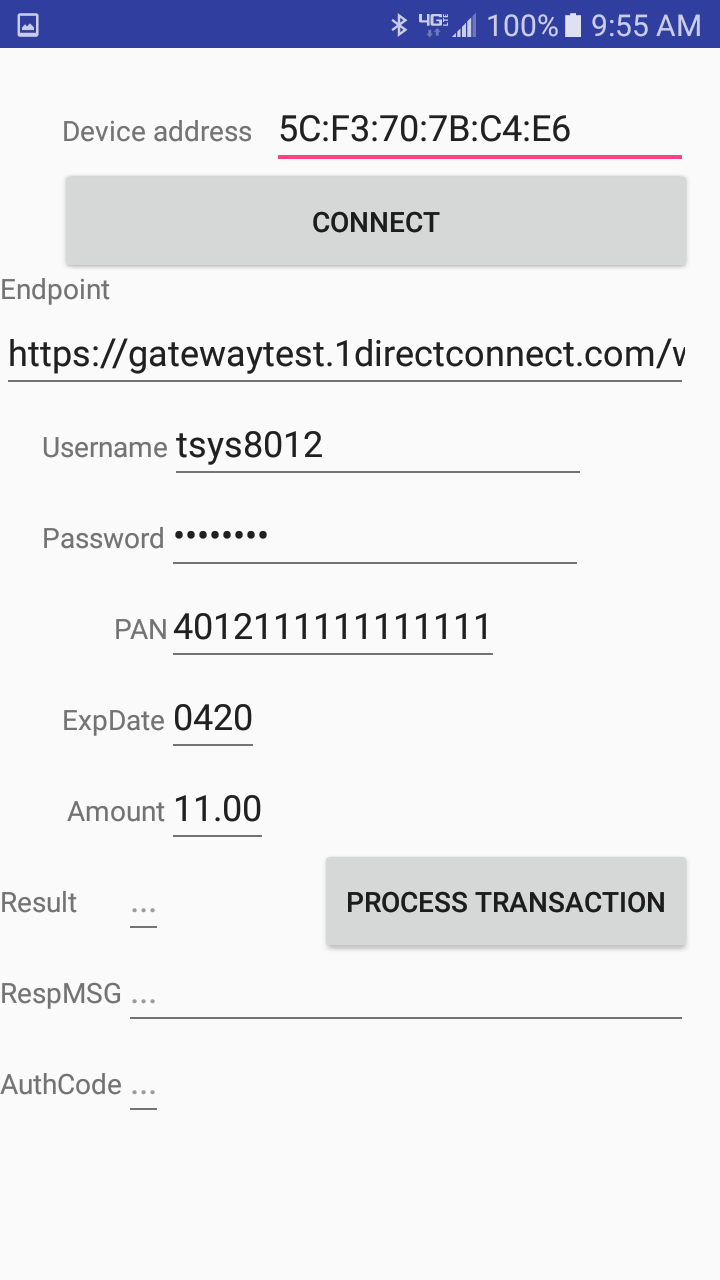 4G LTE 100% 9:55 AM
Device address 5C:F3:70:7B:C4:E6
CONNECT
Endpoint
https://gatewaytest.1directconnect.com/w
Username tsys8012
Password ••••••••
PAN 4012111111111111
ExpDate 0420
Amount 11.00
Result ... PROCESS TRANSACTION
RespMSG ...
AuthCode ...